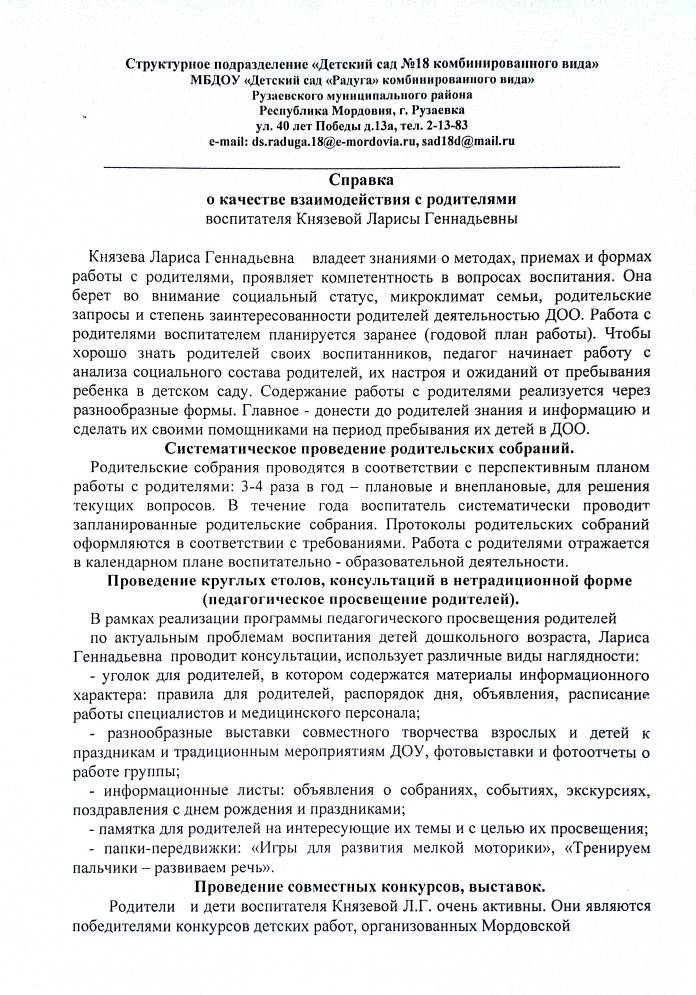 Структурное подразделение «Детский сад №18 комбинированного вида»
МБДОУ «Детский сад «Радуга» комбинированного вида»
Рузаевского муниципального района
Республика Мордовия, г. Рузаевка
ул. 40 лет Победы д.13а, тел. 2-13-83
e-mail: ds.raduga.18@e-mordovia.ru, sad18d@mail.ru
Справка
о качестве взаимодействия с родителями
воспитателя Князевой Ларисы Геннадьевны
Князева Лариса Геннадьевна владеет знаниями о методах, приемах и формах
работы с родителями, проявляет компетентность в вопросах воспитания. Она
берет во внимание социальный статус, микроклимат семьи, родительские
запросы и степень заинтересованности родителей деятельностью ДОО. Работа с
родителями воспитателем планируется заранее (годовой план работы). Чтобы
хорошо знать родителей своих воспитанников, педагог начинает работу с
анализа социального состава родителей, их настроя и ожиданий от пребывания
ребенка в детском саду. Содержание работы с родителями реализуется через
разнообразные формы. Главное - донести до родителей знания и информацию и
сделать их своими помощниками на период пребывания их детей в ДОО.
Систематическое проведение родительских собраний.
Родительские собрания проводятся в соответствии с перспективным планом
работы с родителями: 3-4 раза в год – плановые и внеплановые, для решения
текущих вопросов. В течение года воспитатель систематически проводит
запланированные родительские собрания. Протоколы родительских собраний
оформляются в соответствии с требованиями. Работа с родителями отражается
в календарном плане воспитательно - образовательной деятельности.
Проведение круглых столов, консультаций в нетрадиционной форме
(педагогическое просвещение родителей).
В рамках реализации программы педагогического просвещения родителей
по актуальным проблемам воспитания детей дошкольного возраста, Лариса
Геннадьевна проводит консультации, использует различные виды наглядности:
- уголок для родителей, в котором содержатся материалы информационного
характера: правила для родителей, распорядок дня, объявления, расписание
работы специалистов и медицинского персонала;
- разнообразные выставки совместного творчества взрослых и детей к
праздникам и традиционным мероприятиям ДОУ, фотовыставки и фотоотчеты о
работе группы;
- информационные листы: объявления о собраниях, событиях, экскурсиях,
поздравления с днем рождения и праздниками;
- памятка для родителей на интересующие их темы и с целью их просвещения;
- папки-передвижки: «Игры для развития мелкой моторики», «Тренируем
пальчики – развиваем речь».
Проведение совместных конкурсов, выставок.
Родители и дети воспитателя Князевой Л.Г. очень активны. Они являются
победителями конкурсов детских работ, организованных Мордовской